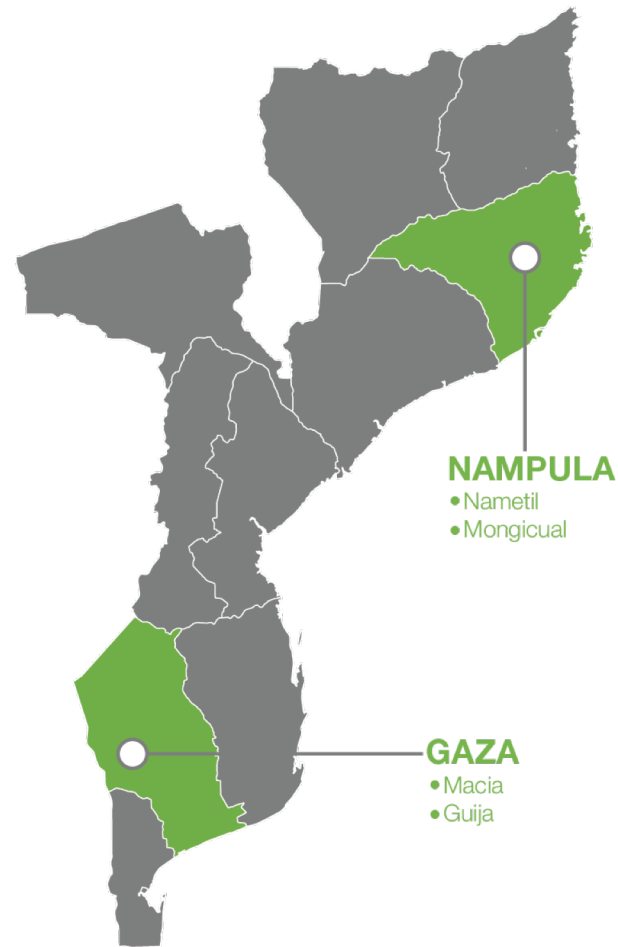 NAMPULA
• Nametil
• Mongicual
GAZA
• Macia
• Guija